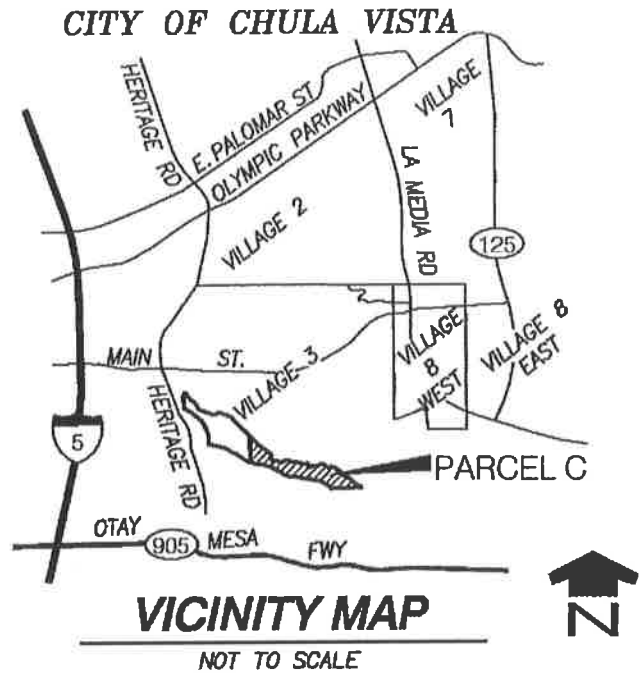 CITY OF CHULA VISTA
HERITAGE RD
E. PALOMAR ST
OLYMPIC PARKWAY
VILLAGE
7
LA MEDIA RD
VILLAGE 2
125
MAIN ST.
VILLAGE 3
VILLAGE
8
WEST
VILLAGE 8
EAST
HERITAGE RD
5
PARCEL C
OTAY
905
MESA
FWY
VICINITY MAP
NOT TO SCALE
N